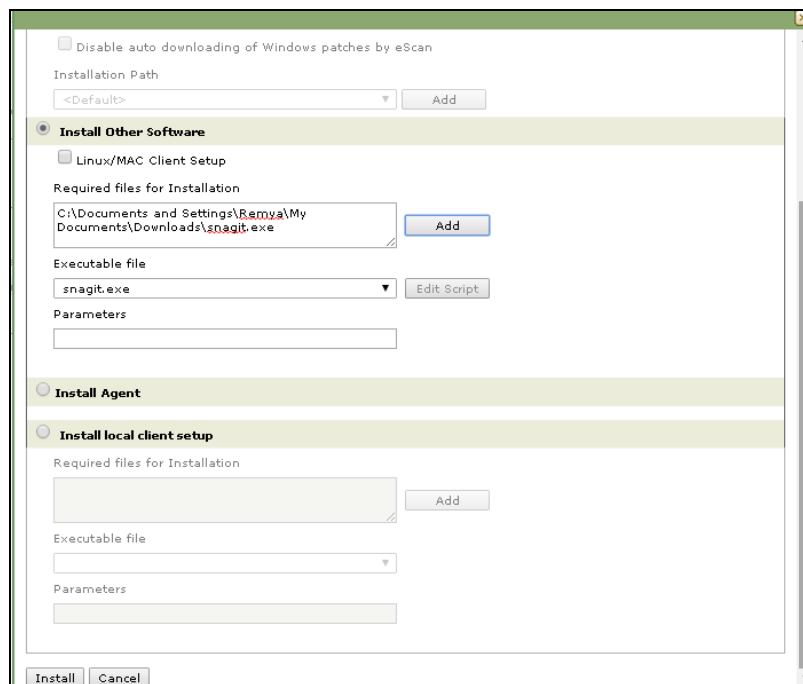 Disable auto downloading of Windows patches by eScan
Installation Path
<Default>
Add
Install Other Software
Linux/MAC Client Setup
Required files for Installation
C:\Documents and Settings\Remya\My
Documents\Downloads\snagit.exe
Add
Executable file
snagit.exe
Edit Script
Parameters
Install Agent
Install local client setup
Required files for Installation
Add
Executable file
Parameters
Install
Cancel